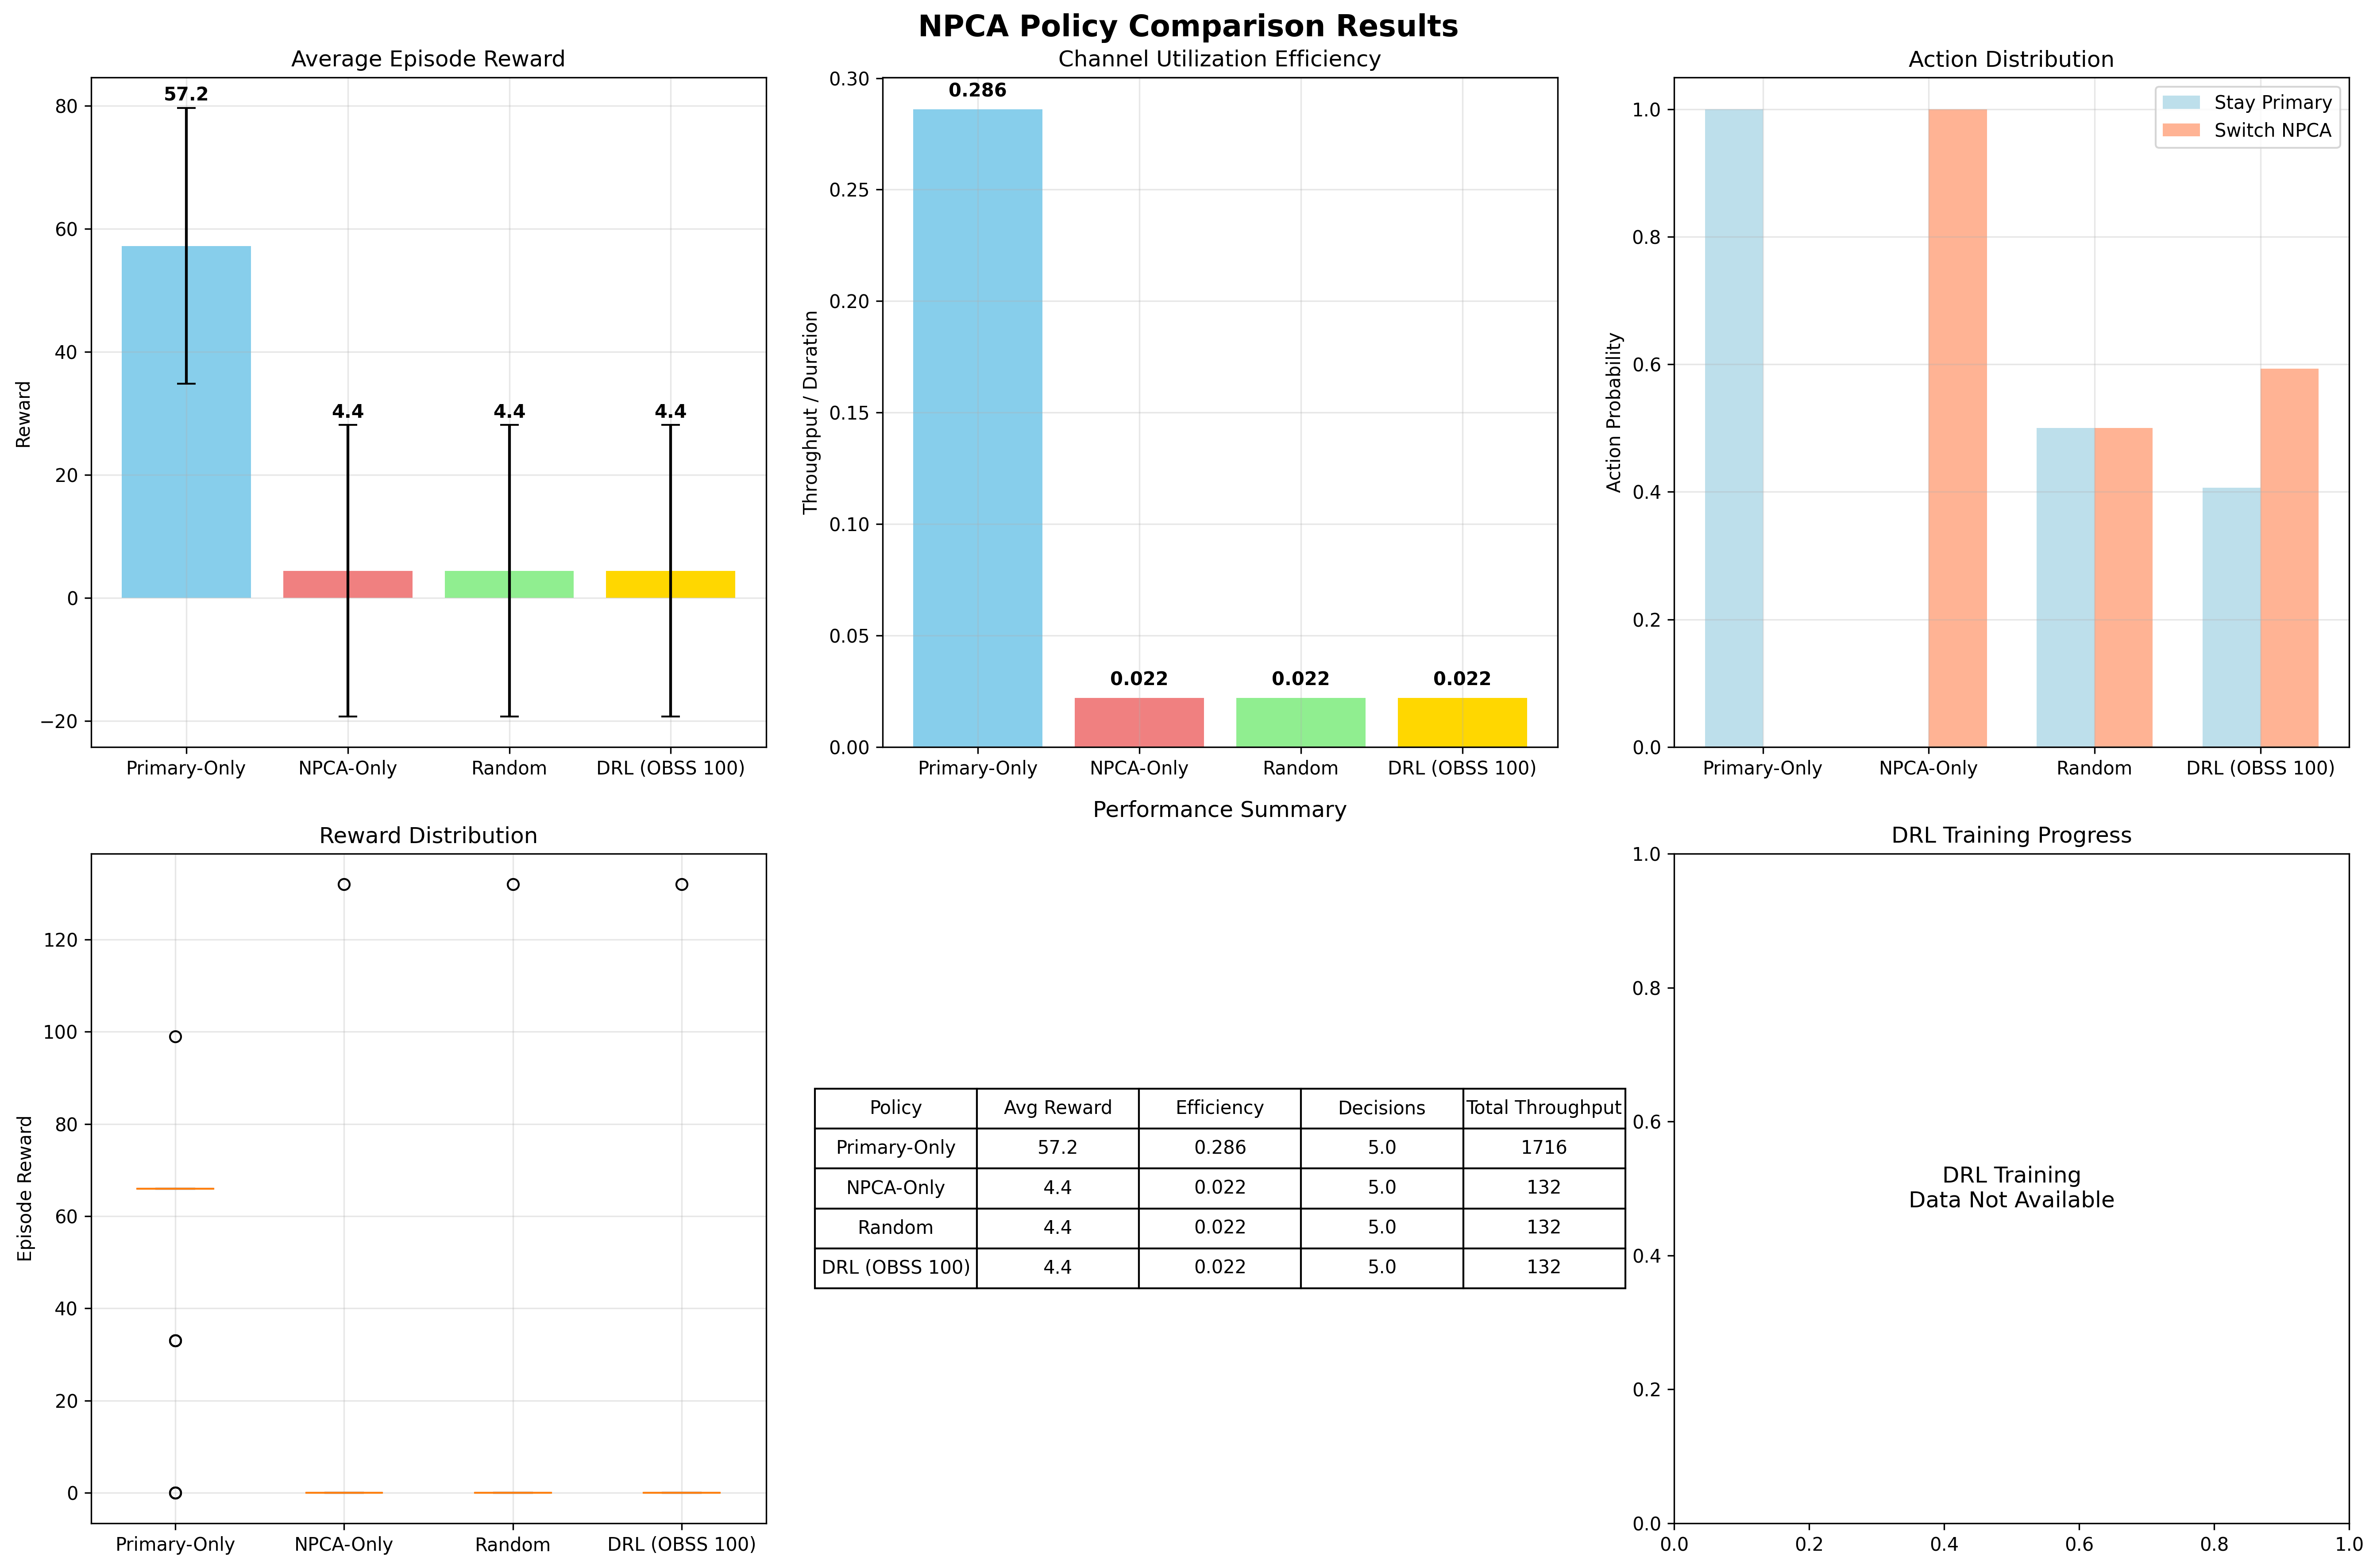 NPCA Policy Comparison Results
Average Episode Reward
Reward
80
60
40
20
0
−20
57.2
4.4
4.4
4.4
Primary-Only NPCA-Only Random DRL (OBSS 100)
Channel Utilization Efficiency
Throughput / Duration
0.30
0.25
0.20
0.15
0.10
0.05
0.00
0.286
0.022
0.022
0.022
Primary-Only NPCA-Only Random DRL (OBSS 100)
Action Distribution
Action Probability
1.0
0.8
0.6
0.4
0.2
0.0
Stay Primary
Switch NPCA
Primary-Only NPCA-Only Random DRL (OBSS 100)
Reward Distribution
Episode Reward
120
100
80
60
40
20
0
Primary-Only NPCA-Only Random DRL (OBSS 100)
Performance Summary
Policy Avg Reward Efficiency Decisions Total Throughput
Primary-Only 57.2 0.286 5.0 1716
NPCA-Only 4.4 0.022 5.0 132
Random 4.4 0.022 5.0 132
DRL (OBSS 100) 4.4 0.022 5.0 132
DRL Training Progress
1.0
0.8
0.6
0.4
0.2
0.0
DRL Training
Data Not Available
0.0 0.2 0.4 0.6 0.8 1.0